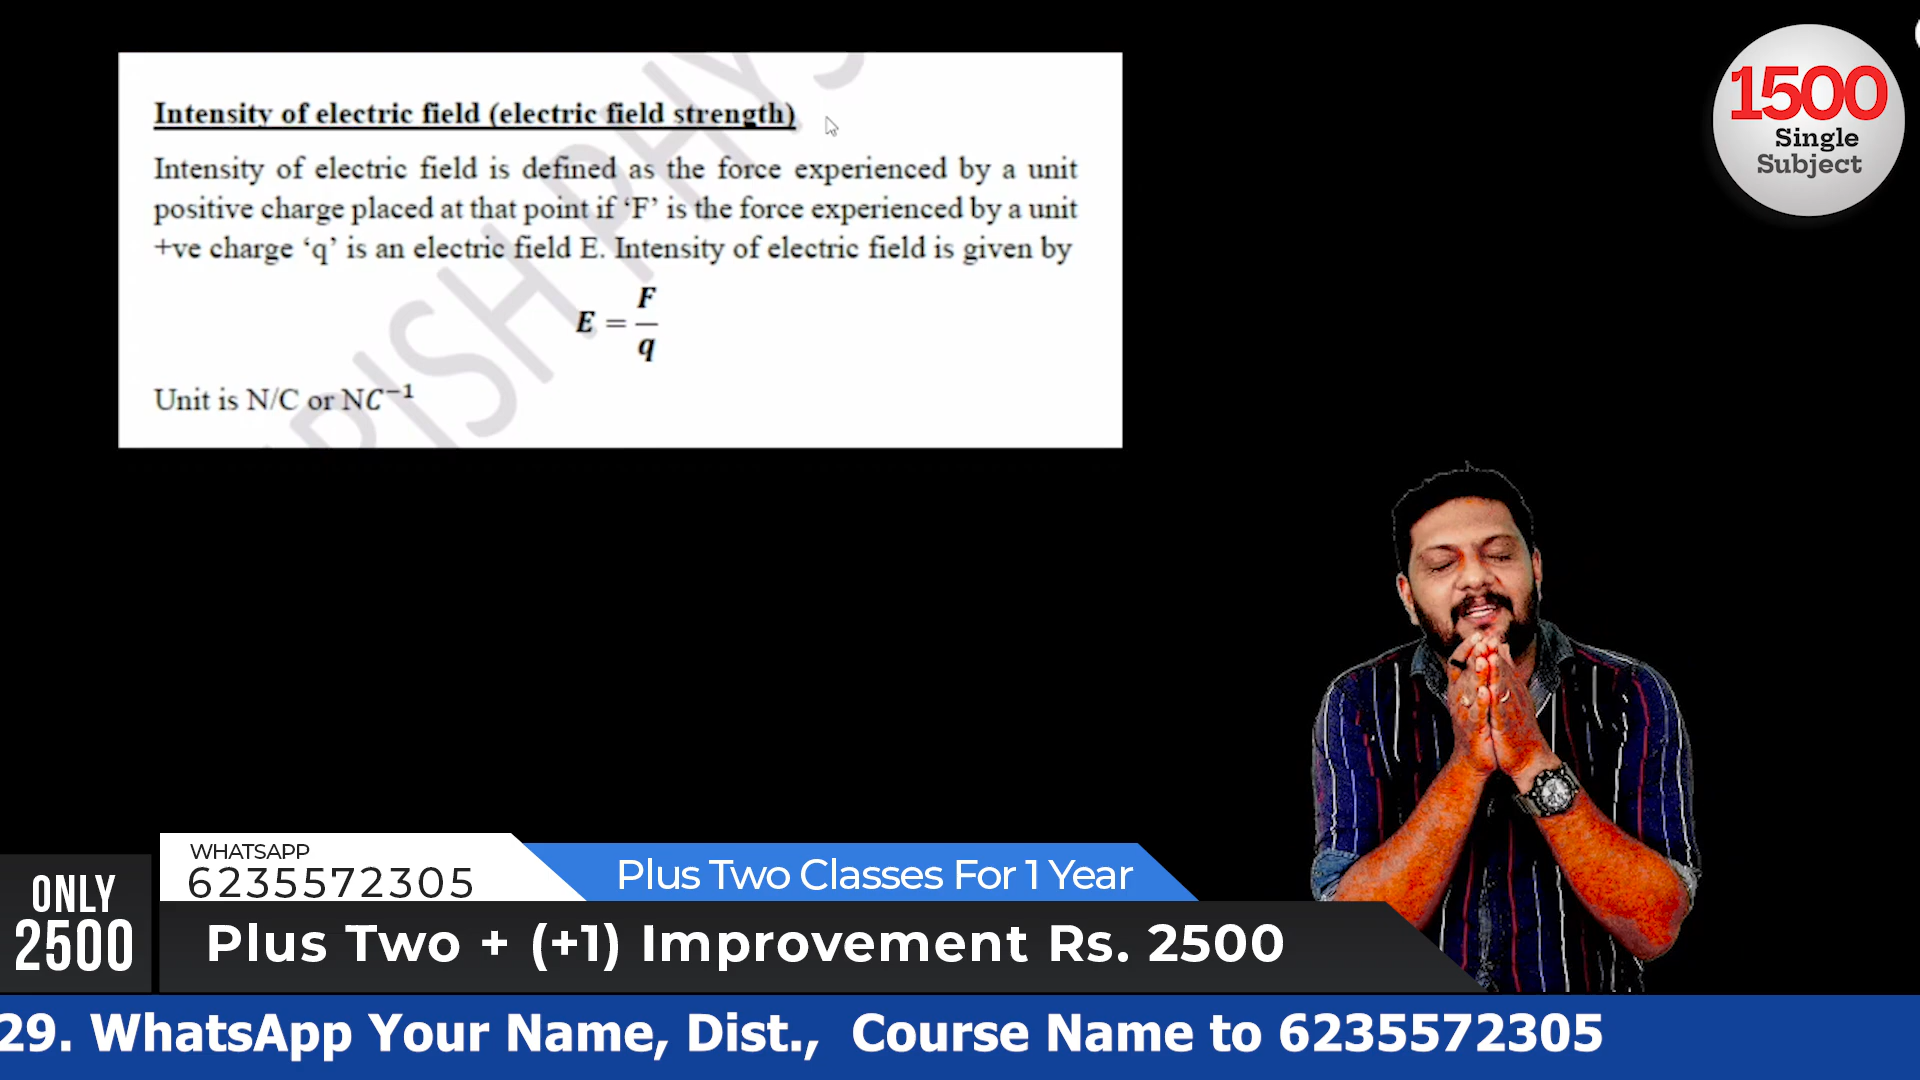 Intensity of electric field (electric field strength)
Intensity of electric field is defined as the force experienced by a unit
positive charge placed at that point if ‘F’ is the force experienced by a unit
+ve charge ‘q’ is an electric field E. Intensity of electric field is given by
E = F/q
Unit is N/C or NC⁻¹
1500
Single
Subject
WHATSAPP
6235572305
Plus Two Classes For 1 Year
ONLY
2500
Plus Two + (+1) Improvement Rs. 2500
29. WhatsApp Your Name, Dist., Course Name to 6235572305